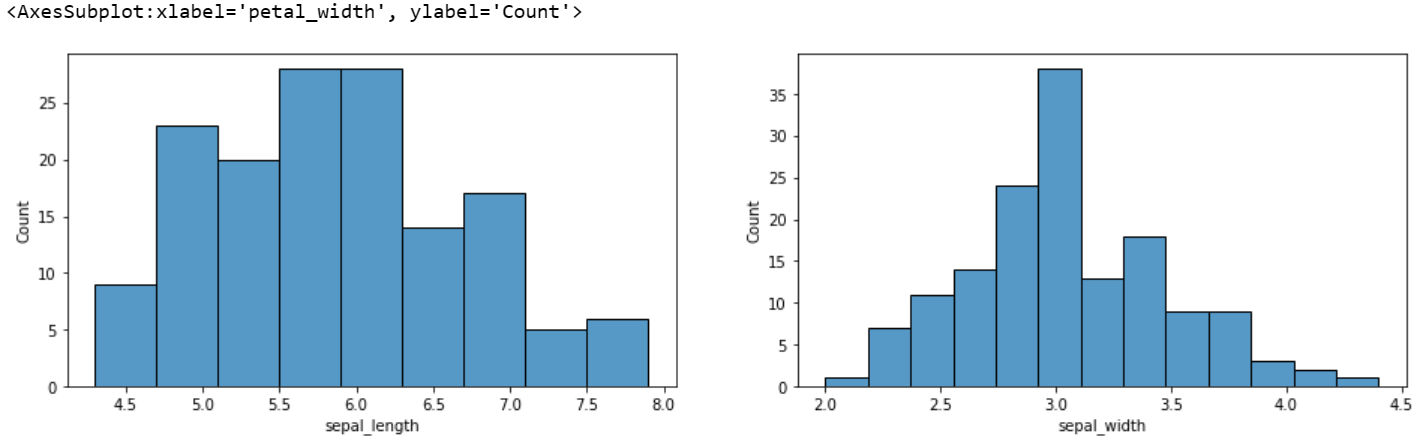 <AxesSubplot:xlabel='petal_width', ylabel='Count'>
25
20
15
10
5
0
Count
4.5 5.0 5.5 6.0 6.5 7.0 7.5 8.0
sepal_length
35
30
25
20
15
10
5
0
Count
2.0 2.5 3.0 3.5 4.0 4.5
sepal_width